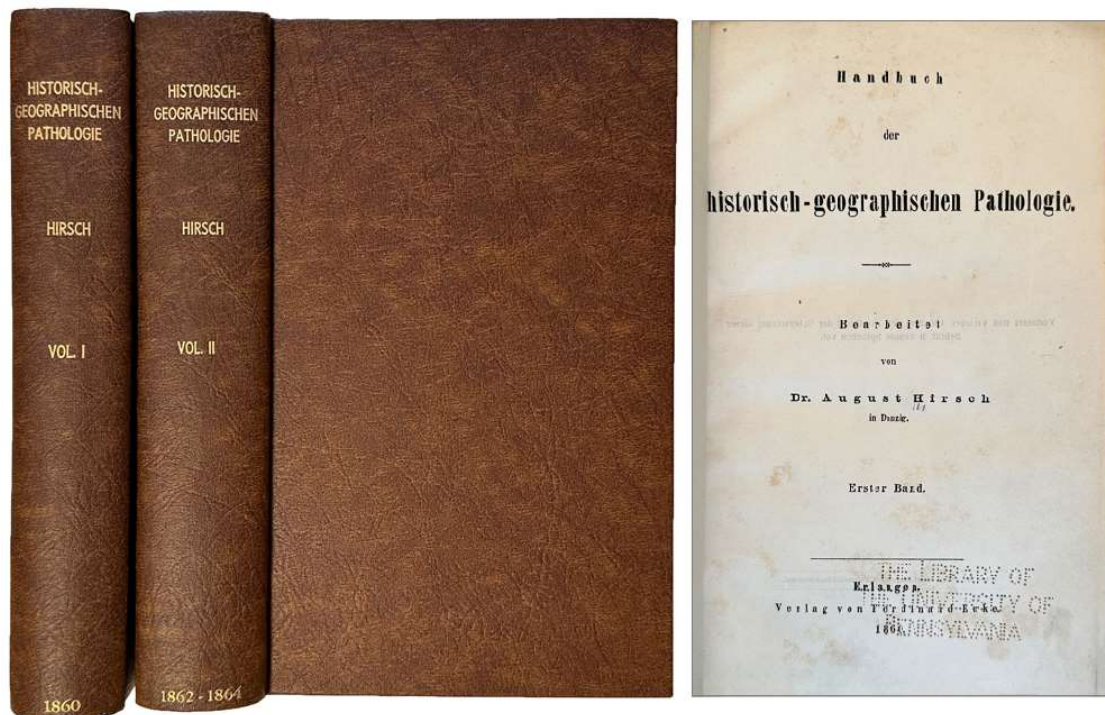 HISTORISCH-
GEOGRAPHISCHEN
PATHOLOGIE
HIRSCH
VOL. I
1860
HISTORISCH-
GEOGRAPHISCHEN
PATHOLOGIE
HIRSCH
VOL. II
1862-1864
Handbuch
der
historisch-geographischen Pathologie.
Bearbeitet
von
Dr. August Hirsch
in Danzig.
Erster Band.
Erlangen.
Verlag von Ferdinand Enke.
THE LIBRARY OF
THE UNIVERSITY OF
PENNSYLVANIA